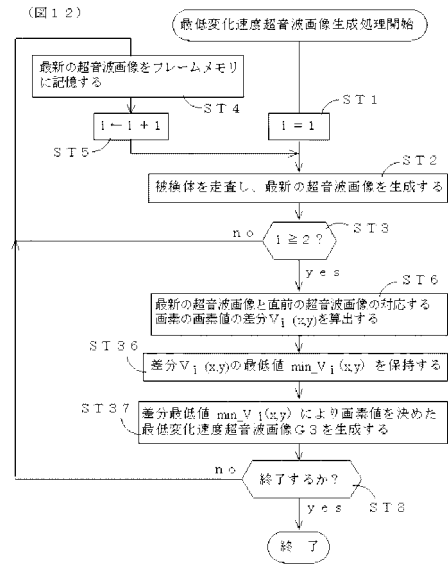 (図12)
最低変化速度超音波画像生成処理開始
最新の超音波画像をフレームメモリ
に記憶する
ST4
i←i+1
ST5
ST1
i=1
ST2
被検体を走査し、最新の超音波画像を生成する
ST3
no
i≧2?
yes
ST6
最新の超音波画像と直前の超音波画像の対応する
画素の画素値の差分Vi(x,y)を算出する
ST36
差分Vi(x,y)の最低値 min_Vi(x,y) を保持する
ST37
差分最低値 min_Vi(x,y) により画素値を決めた
最低変化速度超音波画像G3を生成する
no
終了するか?
ST8
yes
終 了